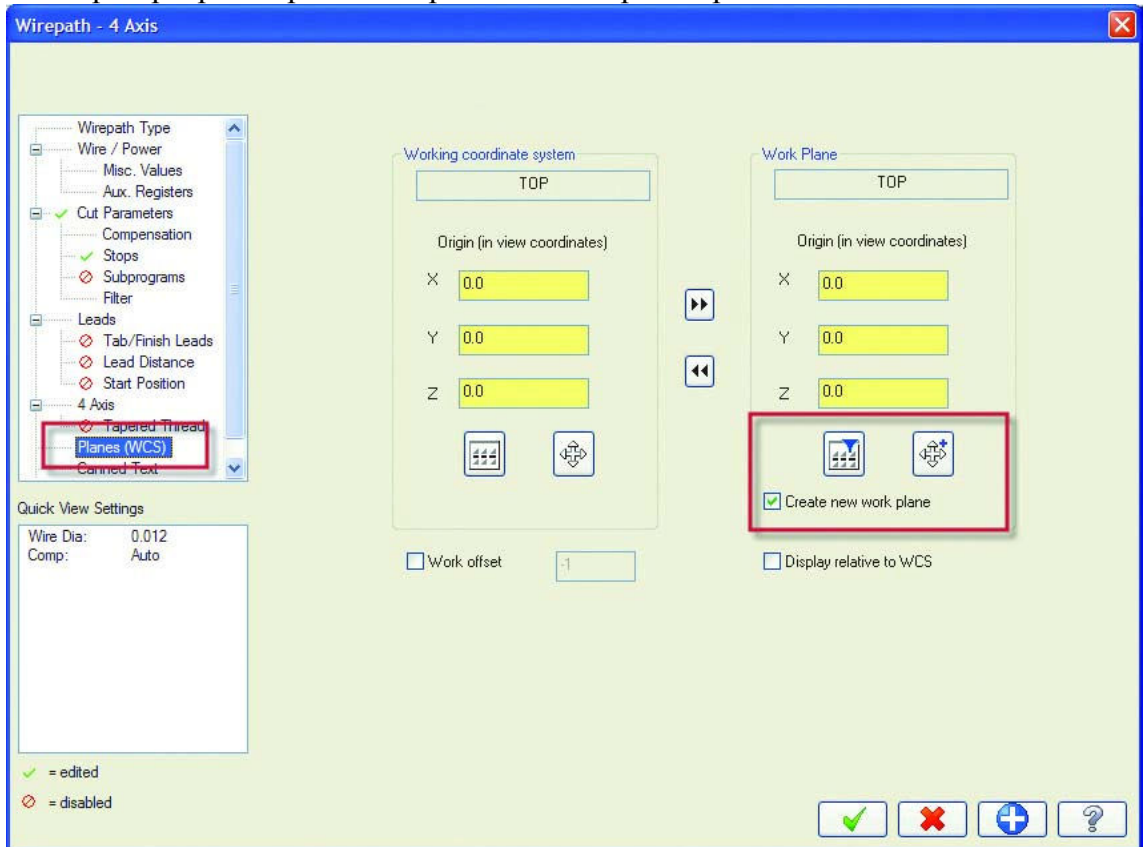 Wirepath - 4 Axis
Wirepath Type
Wire / Power
Misc. Values
Aux. Registers
Cut Parameters
Compensation
Stops
Subprograms
Filter
Leads
Tab/Finish Leads
Lead Distance
Start Position
4 Axis
Tapered Thread
Planes (WCS)
Canned Text
Quick View Settings
Wire Dia: 0.012
Comp: Auto
= edited
= disabled
Working coordinate system
TOP
Origin (in view coordinates)
X 0.0
Y 0.0
Z 0.0
Work offset -1
Work Plane
TOP
Origin (in view coordinates)
X 0.0
Y 0.0
Z 0.0
Create new work plane
Display relative to WCS